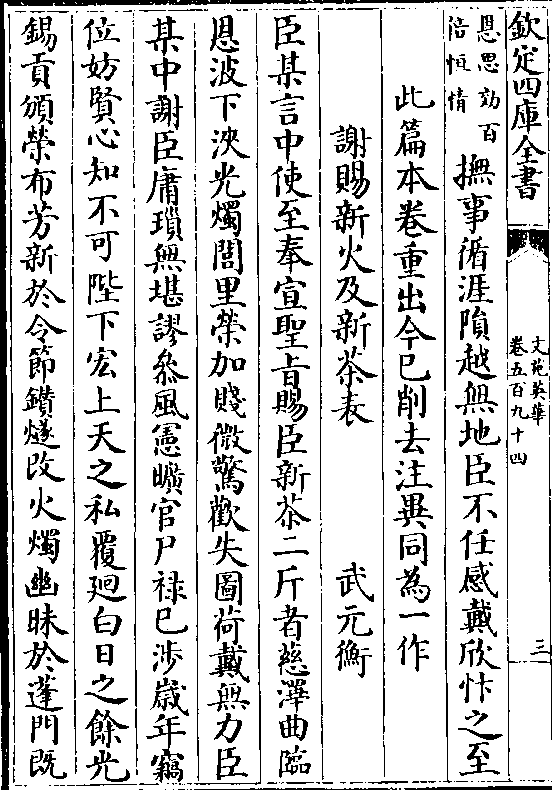 欽定四庫全書
文苑英華
卷五百九十四
三
恩思効百
倍恒情
撫事循涯隕越無地臣不任感戴欣忭之至
此篇本卷重出今已削去注異同為一作
謝賜新火及新茶表
武元衡
臣某言中使至奉宣聖旨賜臣新茶二斤者慈澤曲臨
恩波下泱光燭閭里榮加賤微驚歡失圖荷戴無力臣
某中謝臣庸瑣無堪謬叅風憲曠官尸祿已涉歲年竊
位妨賢心知不可陛下宏上天之私覆廻白日之餘光
錫貢頒榮布芳新於令節鑽燧改火燭幽昧於蓬門既